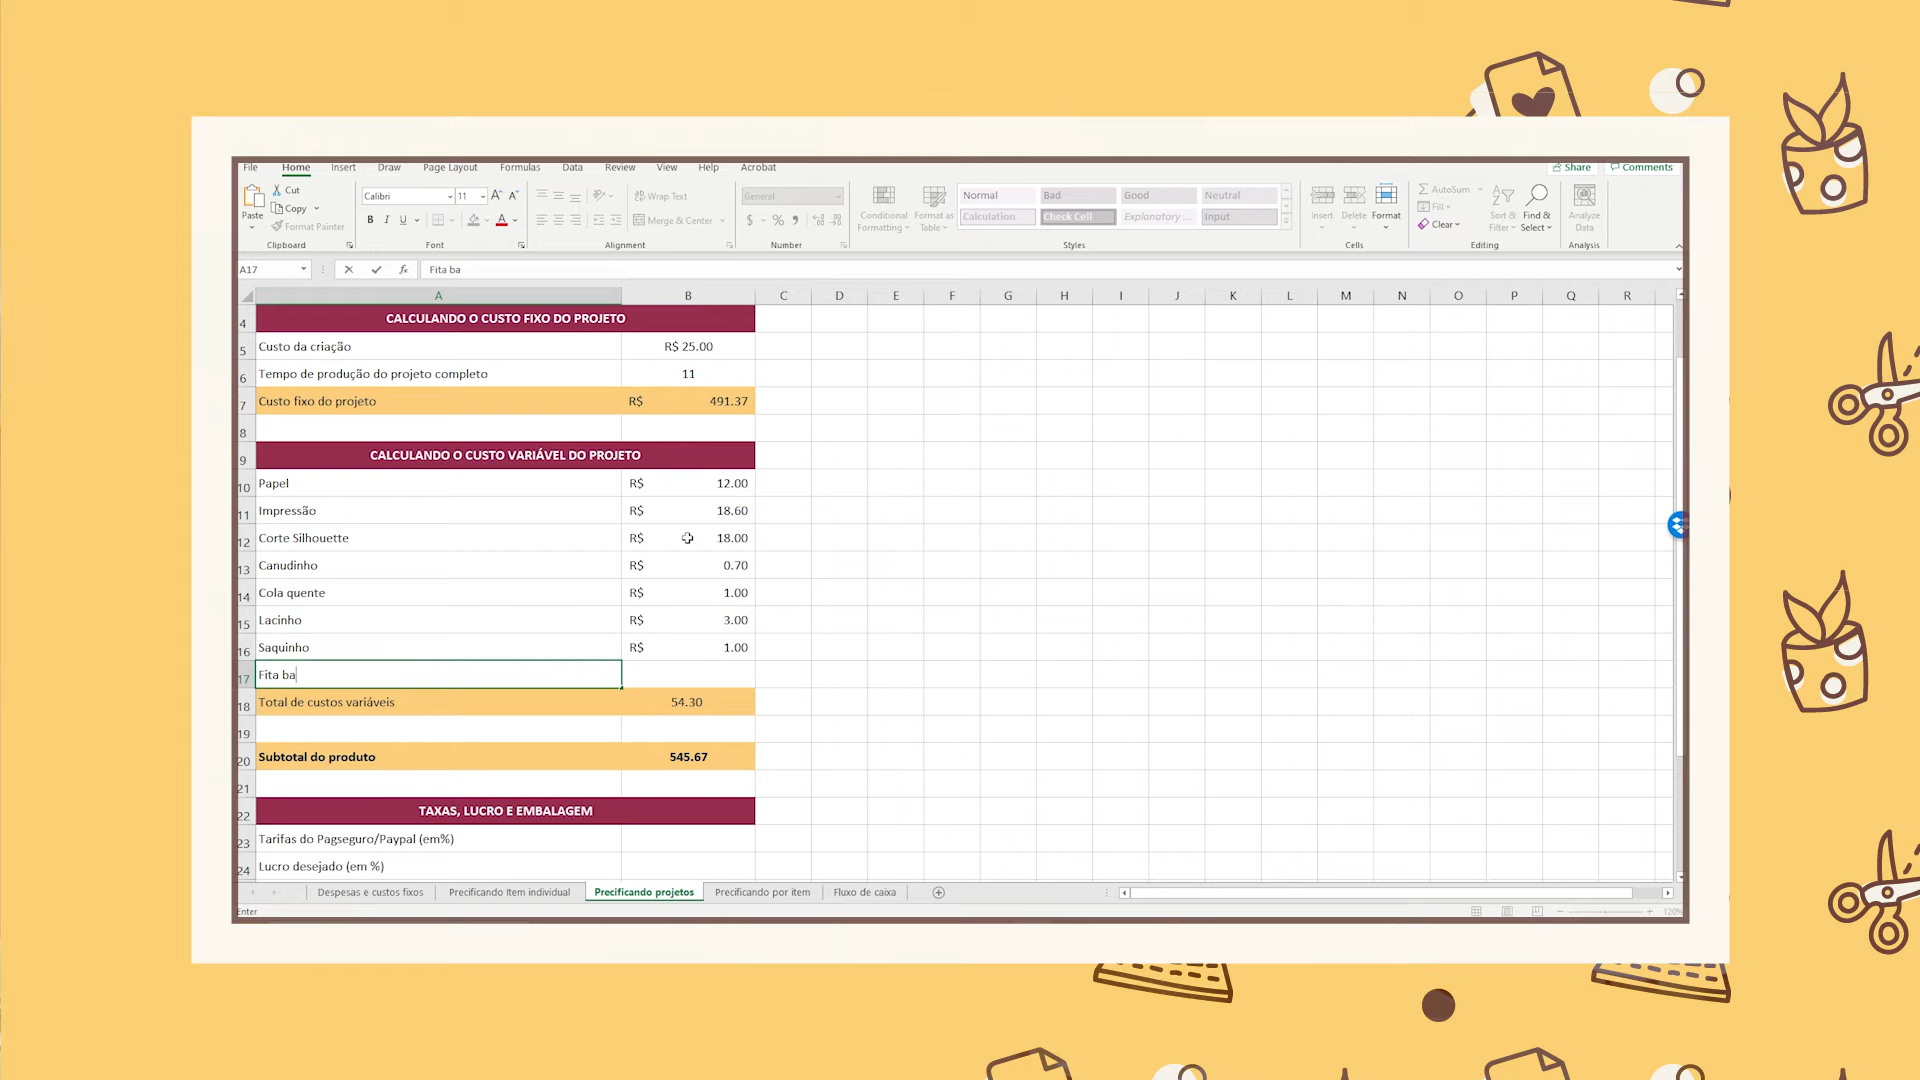 File Home Insert Draw Page Layout Formulas Data Review View Help Acrobat Share Comments
Paste Cut Copy Format Painter Clipboard
Calibri 11 A A B I U A Font
Wrap Text Merge & Center Alignment
General $ % , Number
Conditional Formatting Format as Table
Normal Bad Good Neutral
Calculation Check Cell Explanatory ... Input
Styles
Insert Delete Format Cells
AutoSum Fill Clear Sort & Filter Find & Select Editing
Analyze Data Analysis
A17 fx Fita ba
A B C D E F G H I J K L M N O P Q R
4 CALCULANDO O CUSTO FIXO DO PROJETO
5 Custo da criação R$ 25.00
6 Tempo de produção do projeto completo 11
7 Custo fixo do projeto R$ 491.37
8
9 CALCULANDO O CUSTO VARIÁVEL DO PROJETO
10 Papel R$ 12.00
11 Impressão R$ 18.60
12 Corte Silhouette R$ 18.00
13 Canudinho R$ 0.70
14 Cola quente R$ 1.00
15 Lacinho R$ 3.00
16 Saquinho R$ 1.00
17 Fita ba
18 Total de custos variáveis 54.30
19
20 Subtotal do produto 545.67
21
22 TAXAS, LUCRO E EMBALAGEM
23 Tarifas do Pagseguro/Paypal (em%)
24 Lucro desejado (em %)
Despesas e custos fixos Precificando Item individual Precificando projetos Precificando por item Fluxo de caixa
Enter 120%